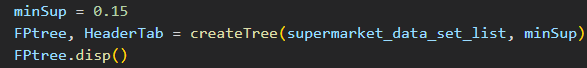 minSup = 0.15
FPtree, HeaderTab = createTree(supermarket_data_set_list, minSup)
FPtree.disp()